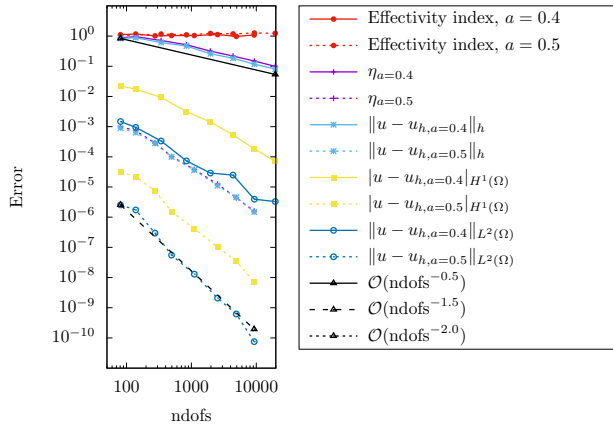 Error
10^0
10^-1
10^-2
10^-3
10^-4
10^-5
10^-6
10^-7
10^-8
10^-9
10^-10
100
1000
10000
ndofs
Effectivity index, a = 0.4
Effectivity index, a = 0.5
η_{a=0.4}
η_{a=0.5}
‖u − u_{h,a=0.4}‖_h
‖u − u_{h,a=0.5}‖_h
|u − u_{h,a=0.4}|_{H^1(Ω)}
|u − u_{h,a=0.5}|_{H^1(Ω)}
‖u − u_{h,a=0.4}‖_{L^2(Ω)}
‖u − u_{h,a=0.5}‖_{L^2(Ω)}
𝒪(ndofs^{-0.5})
𝒪(ndofs^{-1.5})
𝒪(ndofs^{-2.0})